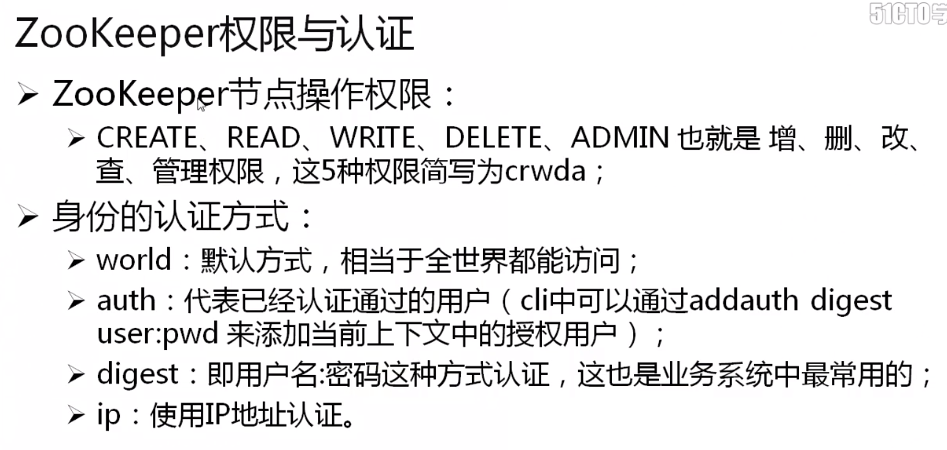 51CTO学
ZooKeeper权限与认证
➢ ZooKeeper节点操作权限：
➢ CREATE、READ、WRITE、DELETE、ADMIN 也就是 增、删、改、
查、管理权限，这5种权限简写为crwda；
➢ 身份的认证方式：
➢ world：默认方式，相当于全世界都能访问；
➢ auth：代表已经认证通过的用户（cli中可以通过addauth digest
user:pwd 来添加当前上下文中的授权用户）；
➢ digest：即用户名:密码这种方式认证，这也是业务系统中最常用的；
➢ ip：使用IP地址认证。